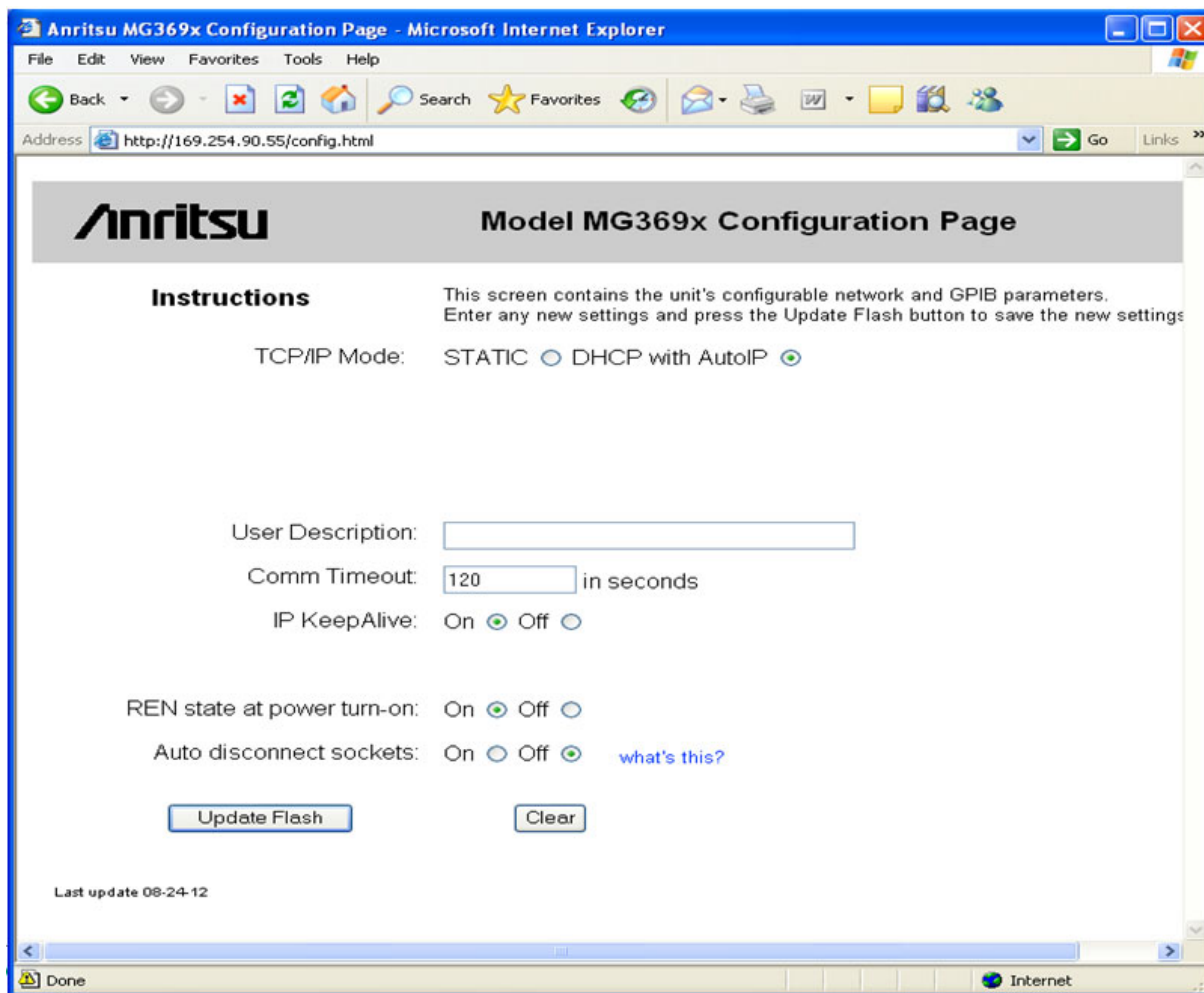 Anritsu MG369x Configuration Page - Microsoft Internet Explorer
File Edit View Favorites Tools Help
Back Search Favorites
Address http://169.254.90.55/config.html Go Links »
Anritsu Model MG369x Configuration Page
Instructions
This screen contains the unit's configurable network and GPIB parameters.
Enter any new settings and press the Update Flash button to save the new settings
TCP/IP Mode: STATIC DHCP with AutoIP
User Description:
Comm Timeout: 120 in seconds
IP KeepAlive: On Off
REN state at power turn-on: On Off
Auto disconnect sockets: On Off what's this?
Update Flash Clear
Last update 08-24-12
Done Internet